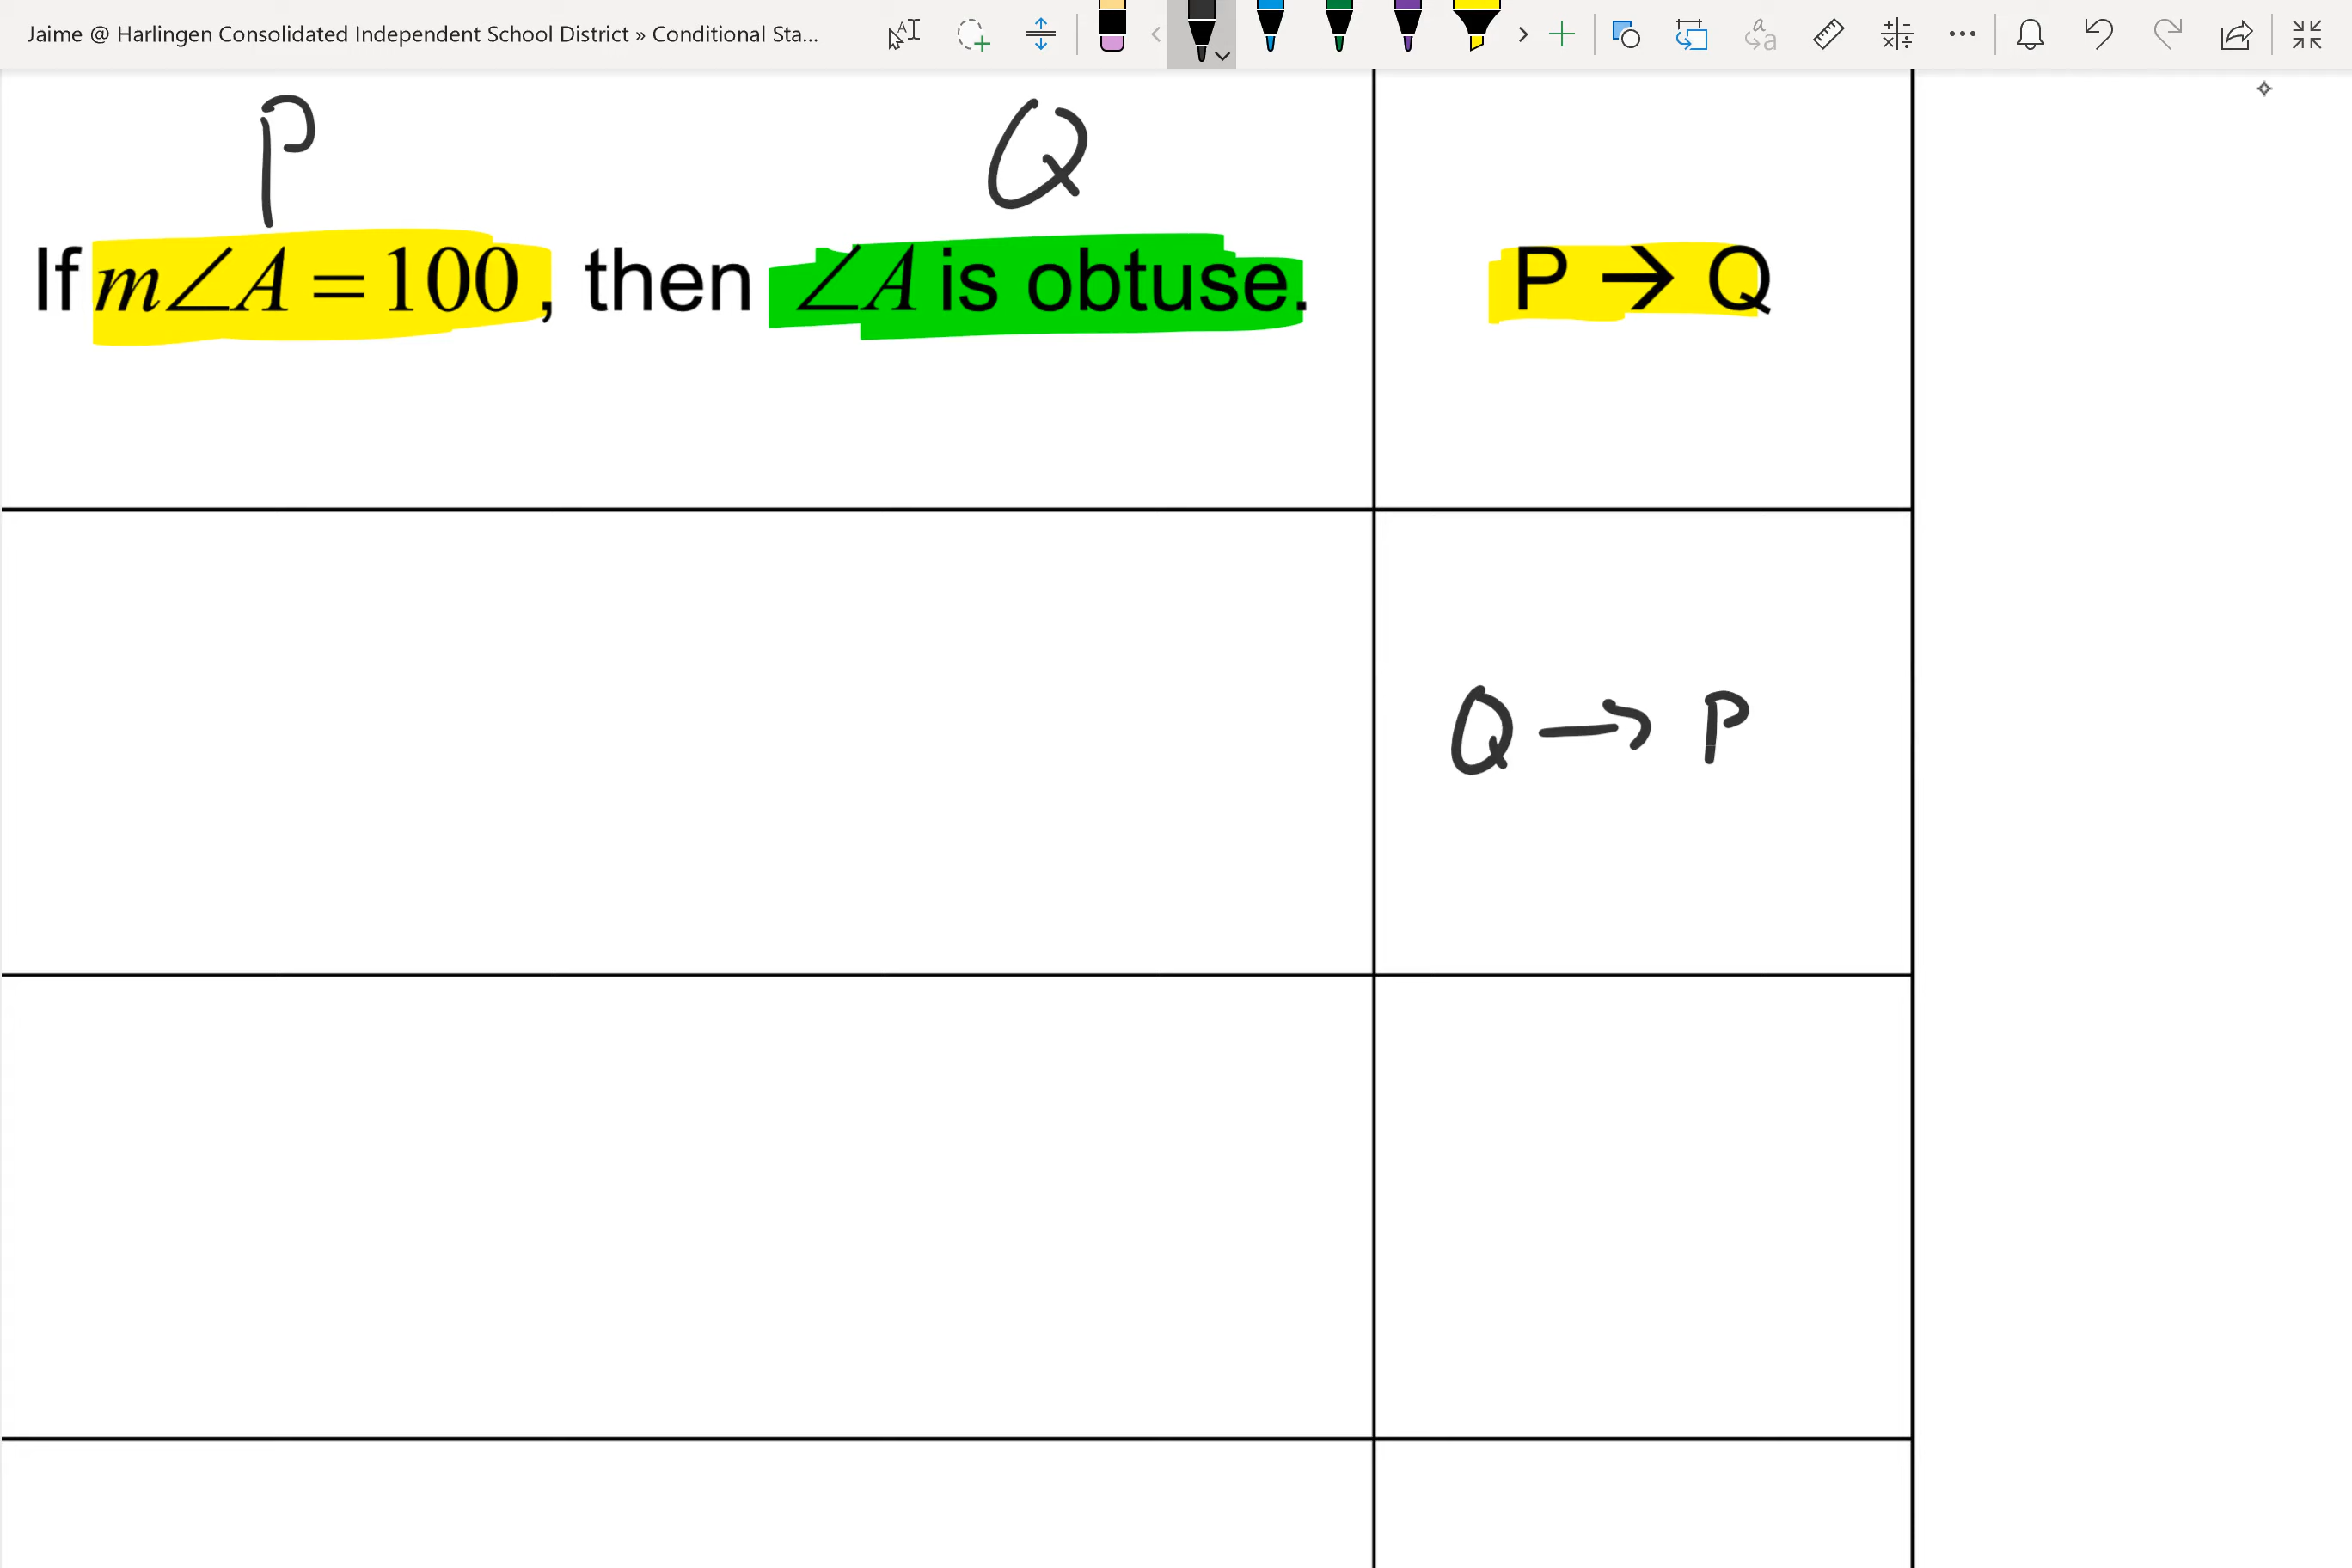 Jaime @ Harlingen Consolidated Independent School District » Conditional Sta...
P Q
If m∠A = 100, then ∠A is obtuse. P → Q
Q → P